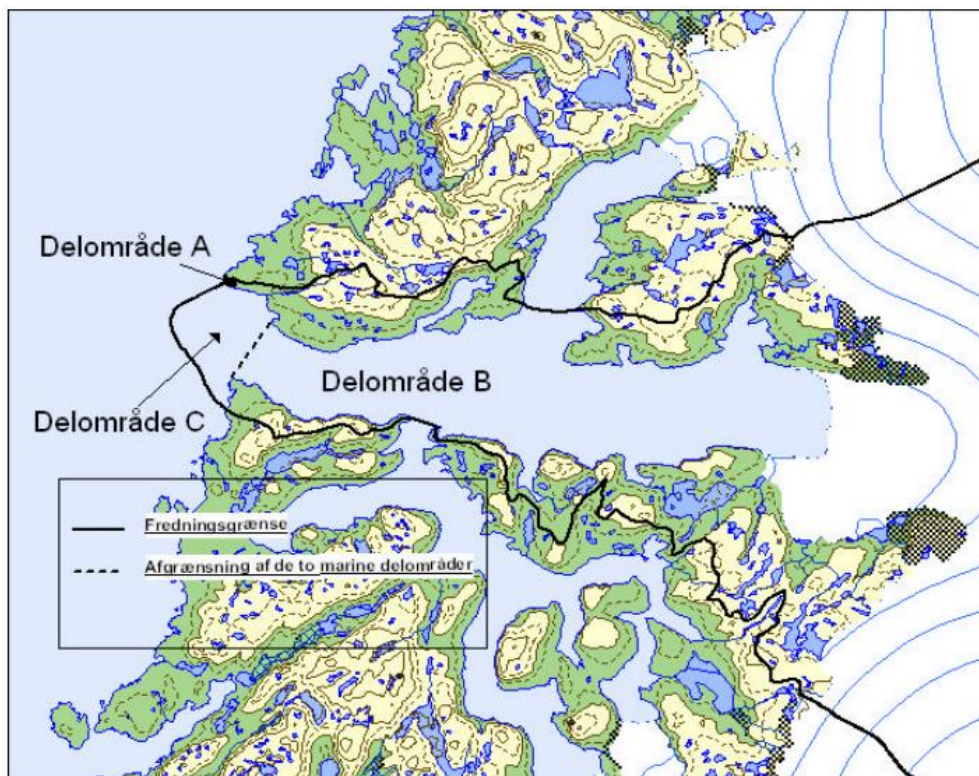 Delområde A
Delområde B
Delområde C
Fredningsgrænse
Afgrænsning af de to marine delområder